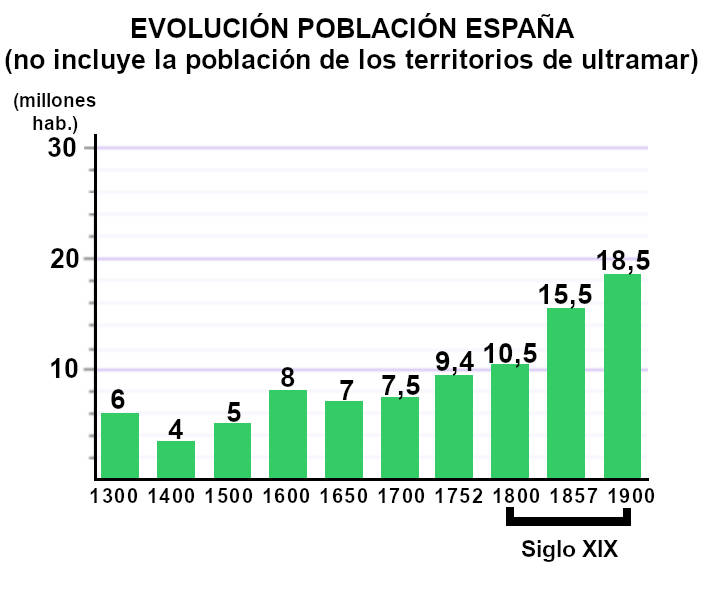 EVOLUCIÓN POBLACIÓN ESPAÑA
(no incluye la población de los territorios de ultramar)
(millones
hab.)
30
20
10
6
4
5
8
7
7,5
9,4
10,5
15,5
18,5
1300 1400 1500 1600 1650 1700 1752 1800 1857 1900
Siglo XIX